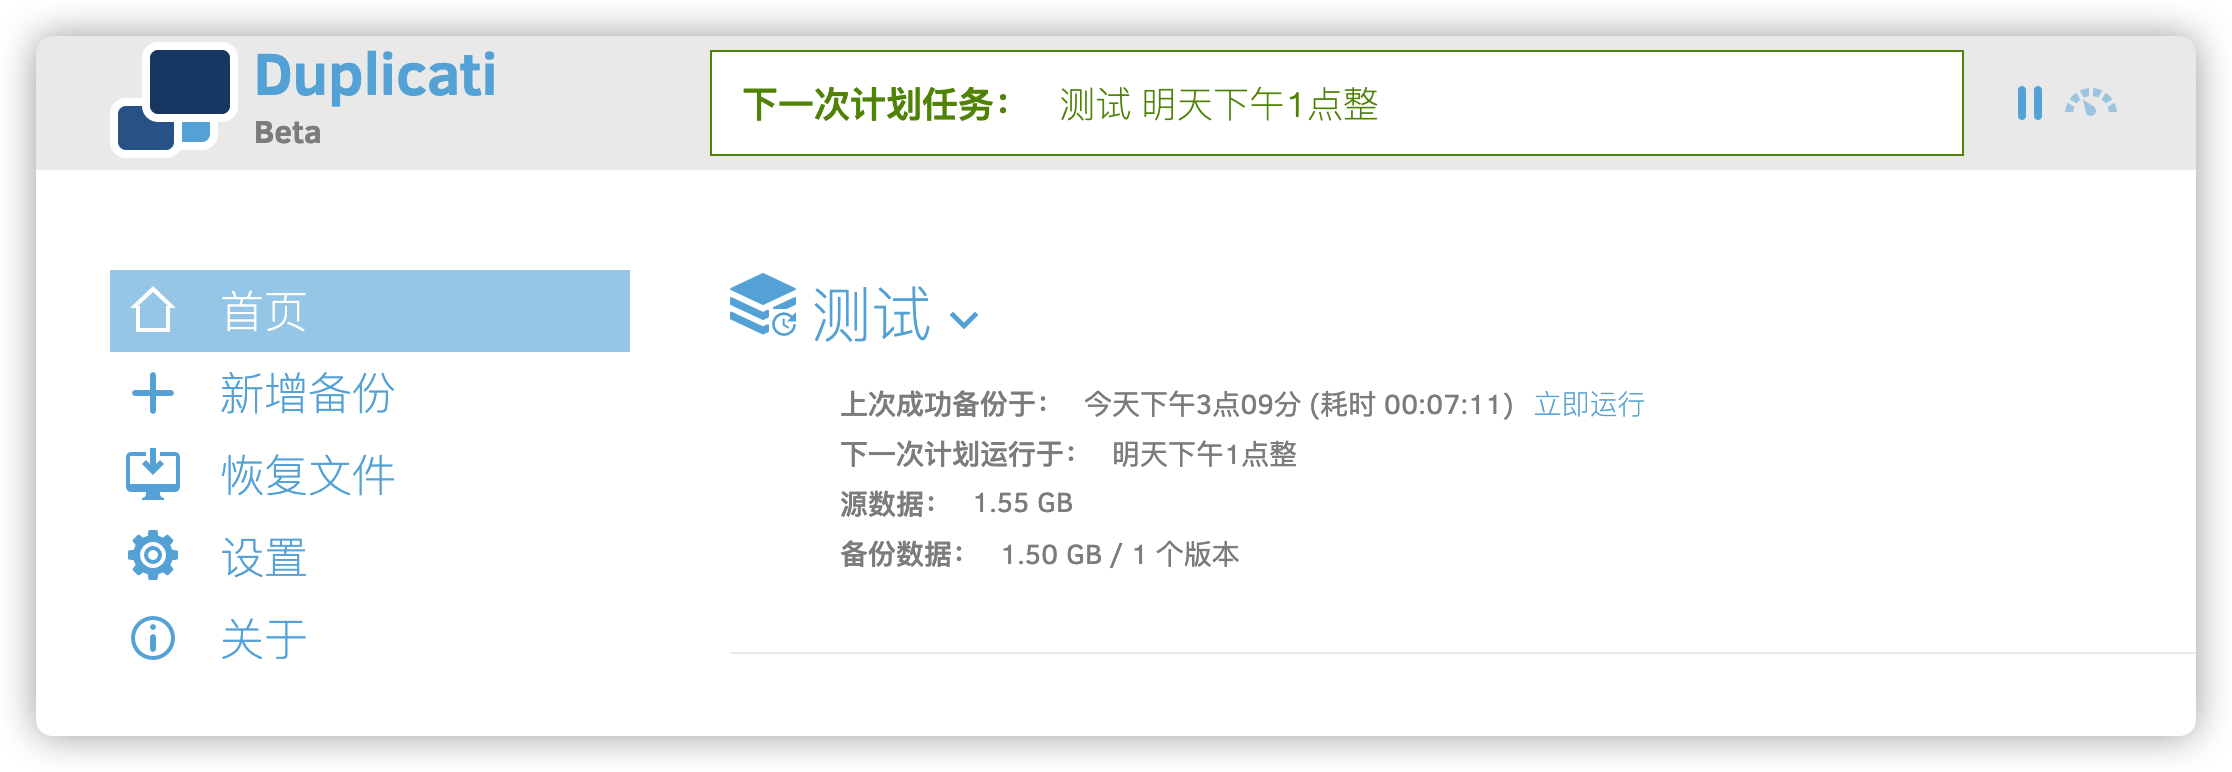 Duplicati
Beta
下一次计划任务： 测试 明天下午1点整
首页
新增备份
恢复文件
设置
关于
测试
上次成功备份于： 今天下午3点09分 (耗时 00:07:11) 立即运行
下一次计划运行于： 明天下午1点整
源数据： 1.55 GB
备份数据： 1.50 GB / 1 个版本